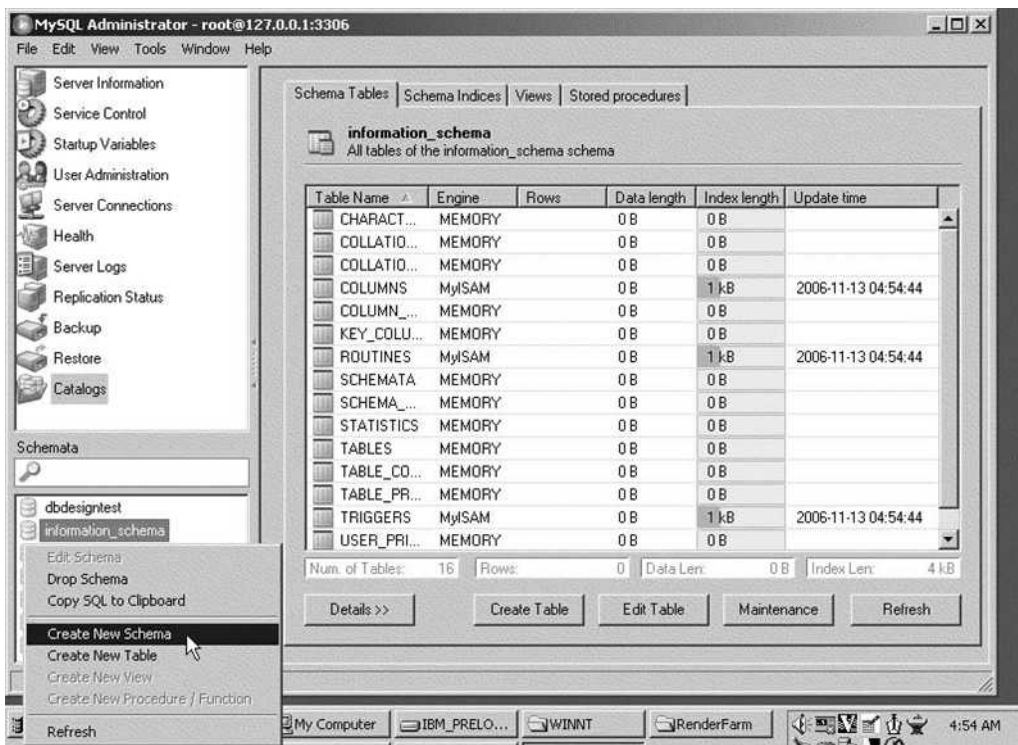 MySQL Administrator - root@127.0.0.1:3306
File Edit View Tools Window Help
Server Information
Service Control
Startup Variables
User Administration
Server Connections
Health
Server Logs
Replication Status
Backup
Restore
Catalogs
Schemata
dbdesigntest
information_schema
Edit Schema
Drop Schema
Copy SQL to Clipboard
Create New Schema
Create New Table
Create New View
Create New Procedure / Function
Refresh
Schema Tables Schema Indices Views Stored procedures
information_schema
All tables of the information_schema schema
Table Name Engine Rows Data length Index length Update time
CHARACT... MEMORY 0 B 0 B
COLLATIO... MEMORY 0 B 0 B
COLLATIO... MEMORY 0 B 0 B
COLUMNS MyISAM 0 B 1 kB 2006-11-13 04:54:44
COLUMN_... MEMORY 0 B 0 B
KEY_COLU... MEMORY 0 B 0 B
ROUTINES MyISAM 0 B 1 kB 2006-11-13 04:54:44
SCHEMATA MEMORY 0 B 0 B
SCHEMA_... MEMORY 0 B 0 B
STATISTICS MEMORY 0 B 0 B
TABLES MEMORY 0 B 0 B
TABLE_CO... MEMORY 0 B 0 B
TABLE_PR... MEMORY 0 B 0 B
TRIGGERS MyISAM 0 B 1 kB 2006-11-13 04:54:44
USER_PRI... MEMORY 0 B 0 B
Num. of Tables: 16 Rows: 0 Data Len: 0 B Index Len: 4 kB
Details >> Create Table Edit Table Maintenance Refresh
My Computer IBM_PRELO... WINNT RenderFarm 4:54 AM